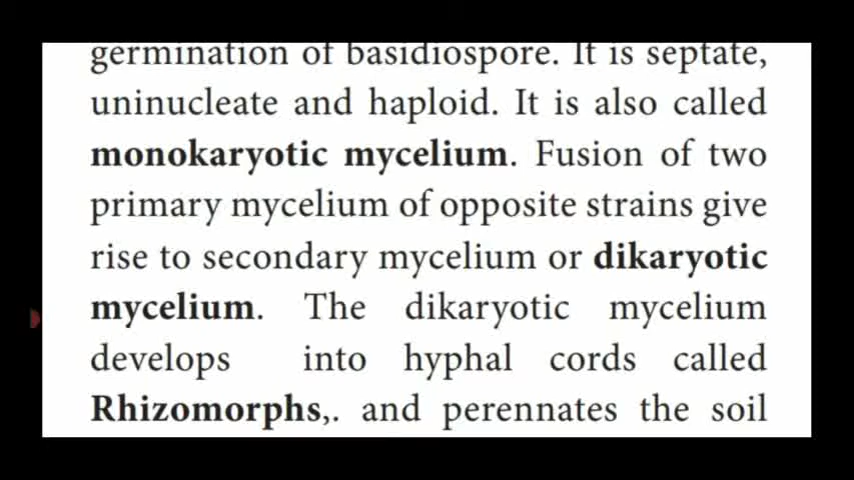 germination of basidiospore. It is septate,
uninucleate and haploid. It is also called
monokaryotic mycelium. Fusion of two
primary mycelium of opposite strains give
rise to secondary mycelium or dikaryotic
mycelium. The dikaryotic mycelium
develops into hyphal cords called
Rhizomorphs,. and perennates the soil